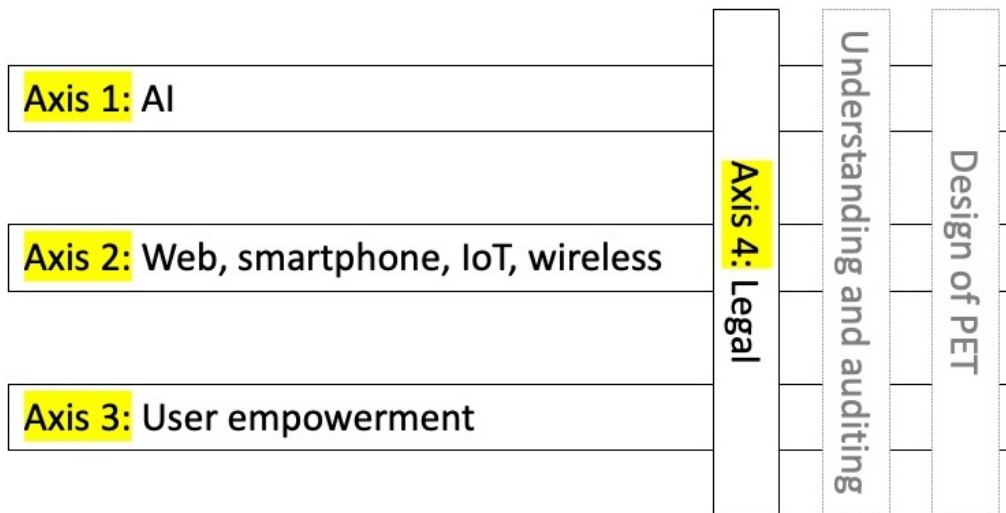 Axis 1: AI
Axis 2: Web, smartphone, IoT, wireless
Axis 3: User empowerment
Axis 4: Legal
Understanding and auditing
Design of PET